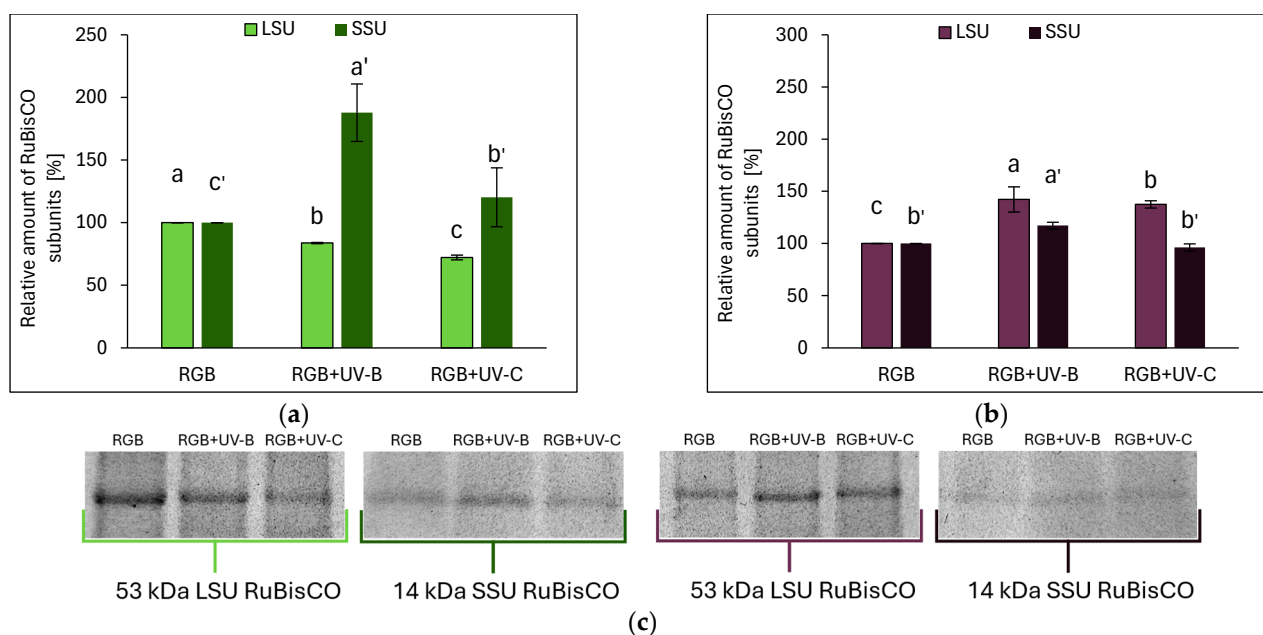 Relative amount of RuBisCO
subunits [%]
LSU SSU
250
200
150
100
50
0
a c' b a' c b'
RGB RGB+UV-B RGB+UV-C
(a)
Relative amount of RuBisCO
subunits [%]
LSU SSU
300
250
200
150
100
50
0
c b' a a' b b'
RGB RGB+UV-B RGB+UV-C
(b)
RGB RGB+UV-B RGB+UV-C RGB RGB+UV-B RGB+UV-C RGB RGB+UV-B RGB+UV-C RGB RGB+UV-B RGB+UV-C
53 kDa LSU RuBisCO 14 kDa SSU RuBisCO 53 kDa LSU RuBisCO 14 kDa SSU RuBisCO
(c)